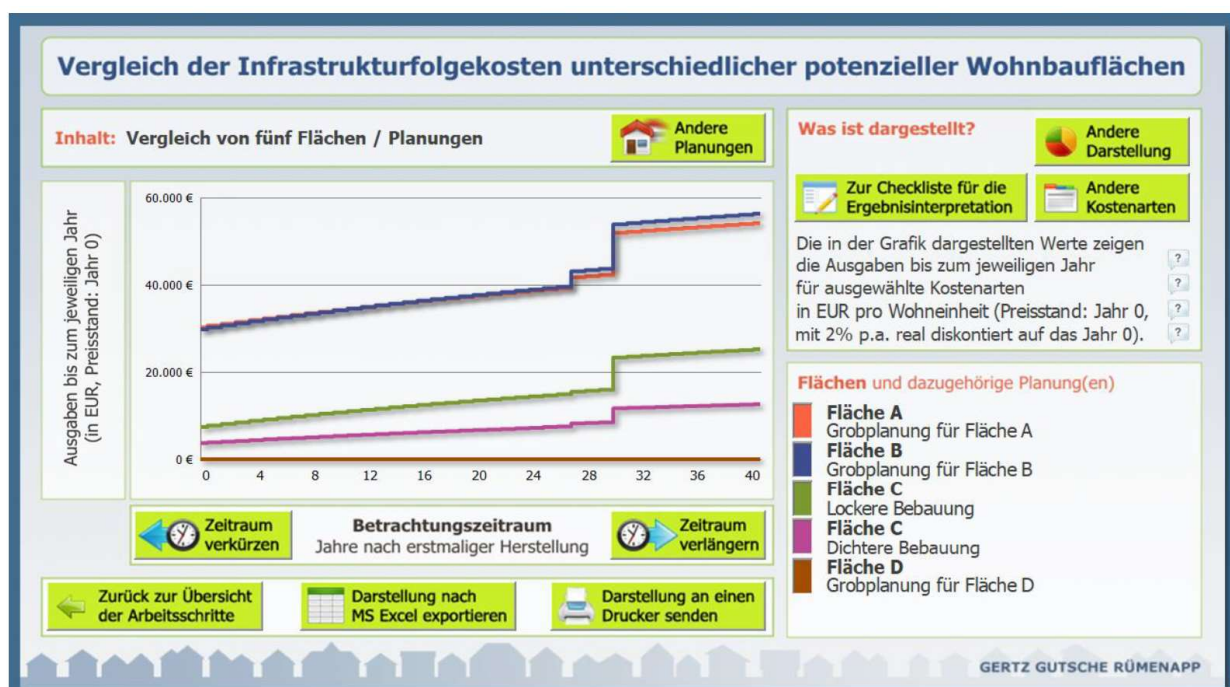 Vergleich der Infrastrukturfolgekosten unterschiedlicher potenzieller Wohnbauflächen
Inhalt: Vergleich von fünf Flächen / Planungen
Andere
Planungen
Ausgaben bis zum jeweiligen Jahr
(in EUR, Preisstand: Jahr 0)
60.000 €
40.000 €
20.000 €
0 €
0 4 8 12 16 20 24 28 32 36 40
Zeitraum
verkürzen
Betrachtungszeitraum
Jahre nach erstmaliger Herstellung
Zeitraum
verlängern
Zurück zur Übersicht
der Arbeitsschritte
Darstellung nach
MS Excel exportieren
Darstellung an einen
Drucker senden
Was ist dargestellt?
Andere
Darstellung
Zur Checkliste für die
Ergebnisinterpretation
Andere
Kostenarten
Die in der Grafik dargestellten Werte zeigen
die Ausgaben bis zum jeweiligen Jahr ?
für ausgewählte Kostenarten ?
in EUR pro Wohneinheit (Preisstand: Jahr 0, ?
mit 2% p.a. real diskontiert auf das Jahr 0). ?
Flächen und dazugehörige Planung(en)
Fläche A
Grobplanung für Fläche A
Fläche B
Grobplanung für Fläche B
Fläche C
Lockere Bebauung
Fläche C
Dichtere Bebauung
Fläche D
Grobplanung für Fläche D
GERTZ GUTSCHE RÜMENAPP